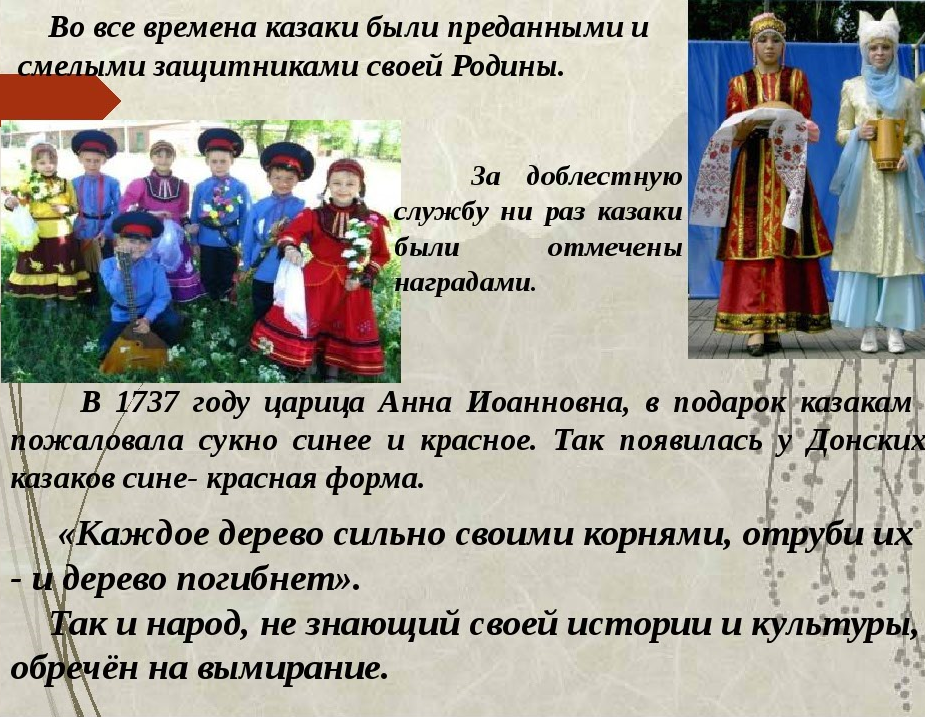 Во все времена казаки были преданными и
смелыми защитниками своей Родины.
За доблестную
службу ни раз казаки
были отмечены
наградами.
В 1737 году царица Анна Иоанновна, в подарок казакам
пожаловала сукно синее и красное. Так появилась у Донских
казаков сине- красная форма.
«Каждое дерево сильно своими корнями, отруби их
- и дерево погибнет».
Так и народ, не знающий своей истории и культуры,
обречён на вымирание.